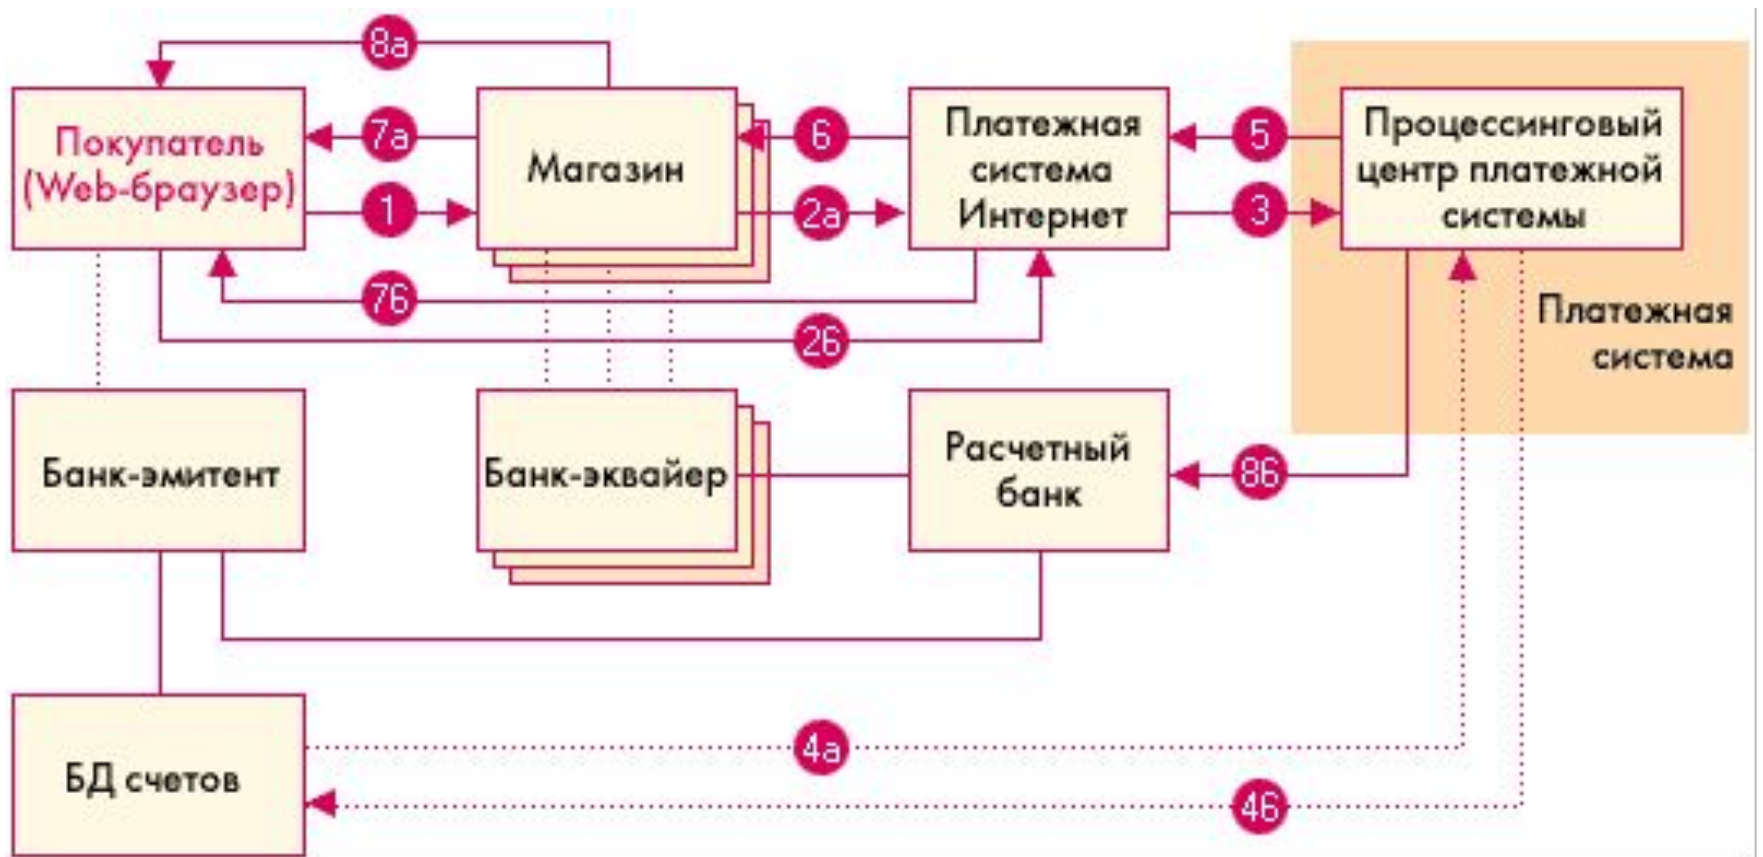 8а
Покупатель
(Web-браузер)
7а
1
Магазин
6
2а
Платежная
система
Интернет
5
3
Процессинговый
центр платежной
системы
7б
2б
Платежная
система
Банк-эмитент
Банк-эквайер
Расчетный
банк
8б
БД счетов
4а
4б